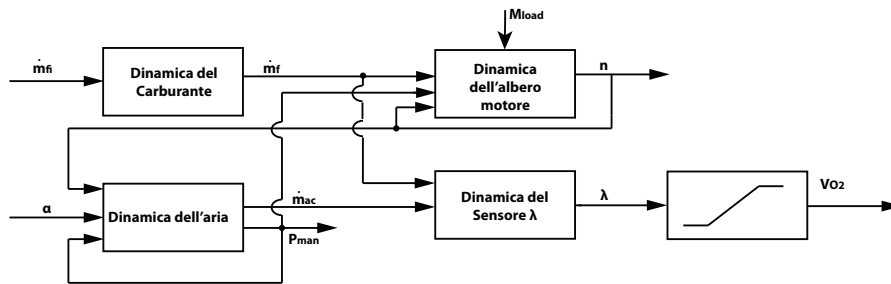 Mload
ṁfi
Dinamica del
Carburante
ṁf
Dinamica
dell'albero
motore
n
α
Dinamica dell'aria
ṁac
Pman
Dinamica del
Sensore λ
λ
VO2